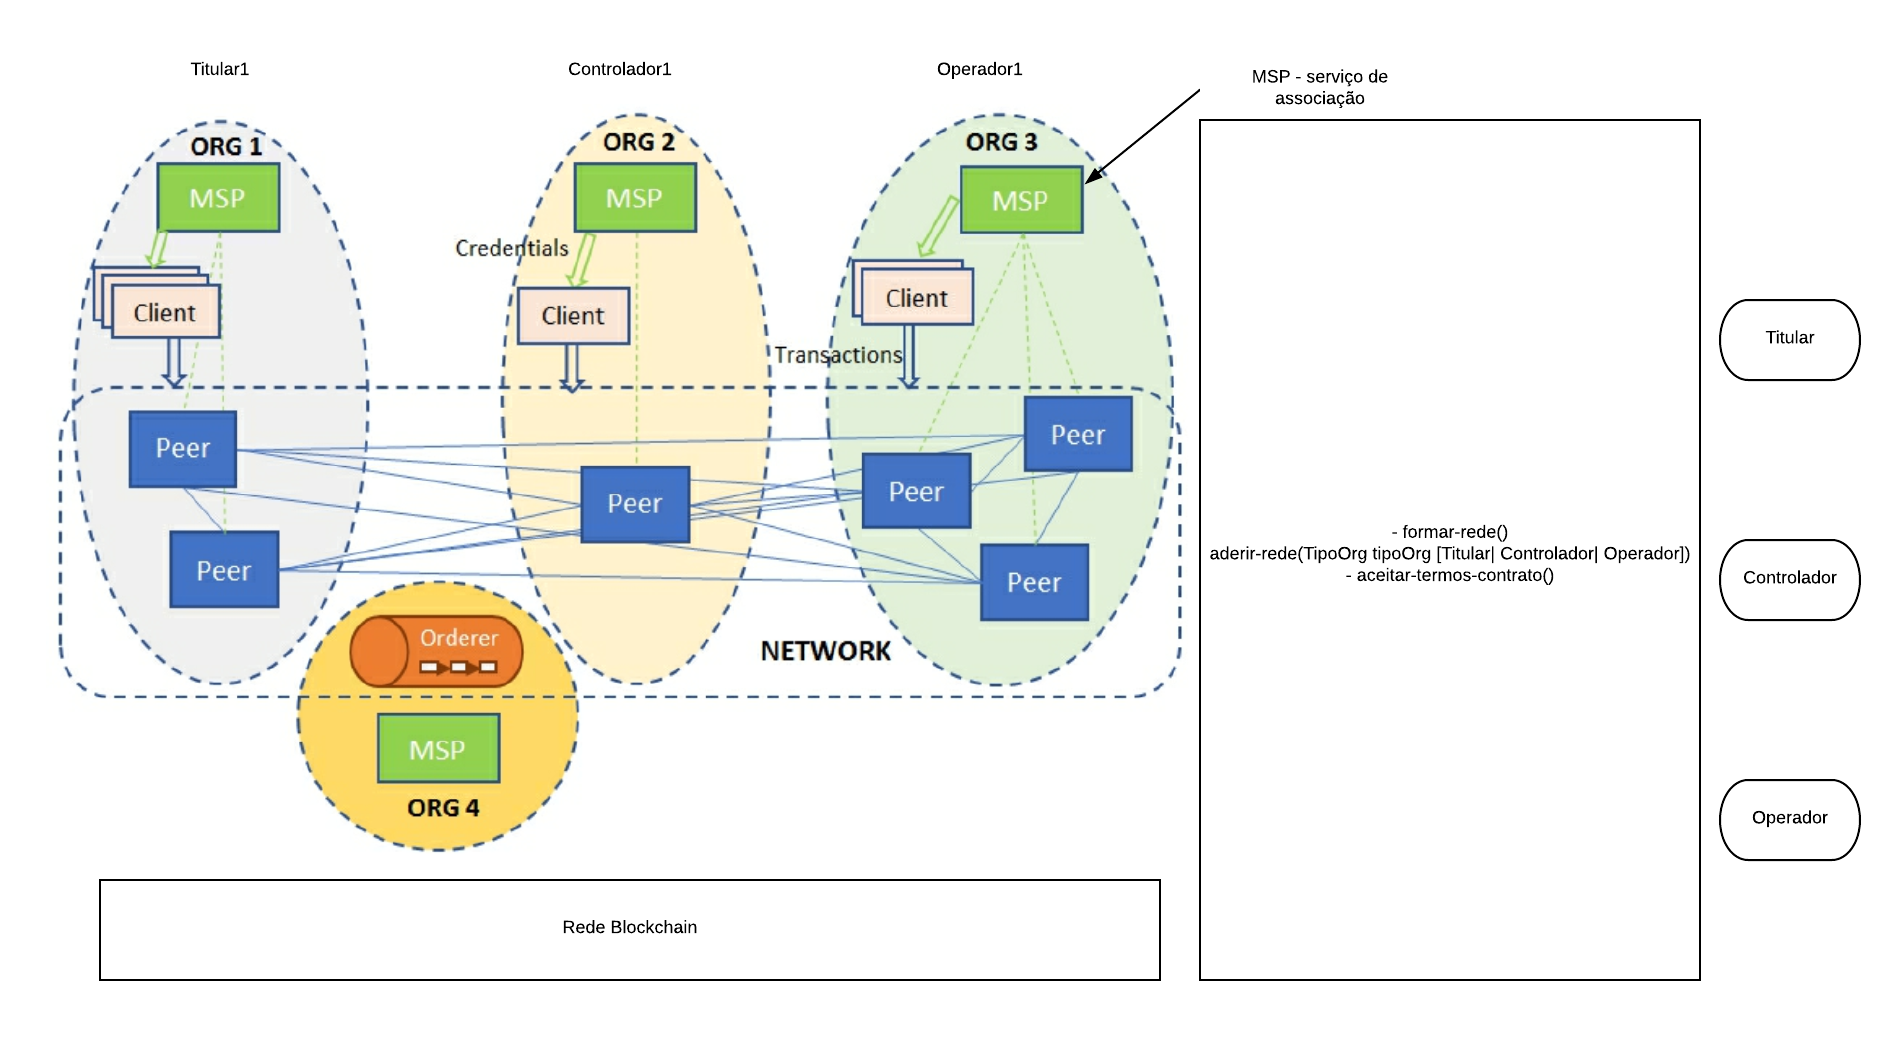 Titular1
Controlador1
Operador1
MSP - serviço de
associação
ORG 1
ORG 2
ORG 3
MSP
MSP
MSP
Credentials
Client
Client
Client
Transactions
Peer
Peer
Peer
Peer
Peer
Peer
Orderer
NETWORK
MSP
ORG 4
Rede Blockchain
- formar-rede()
aderir-rede(TipoOrg tipoOrg [Titular| Controlador| Operador])
- aceitar-termos-contrato()
Titular
Controlador
Operador